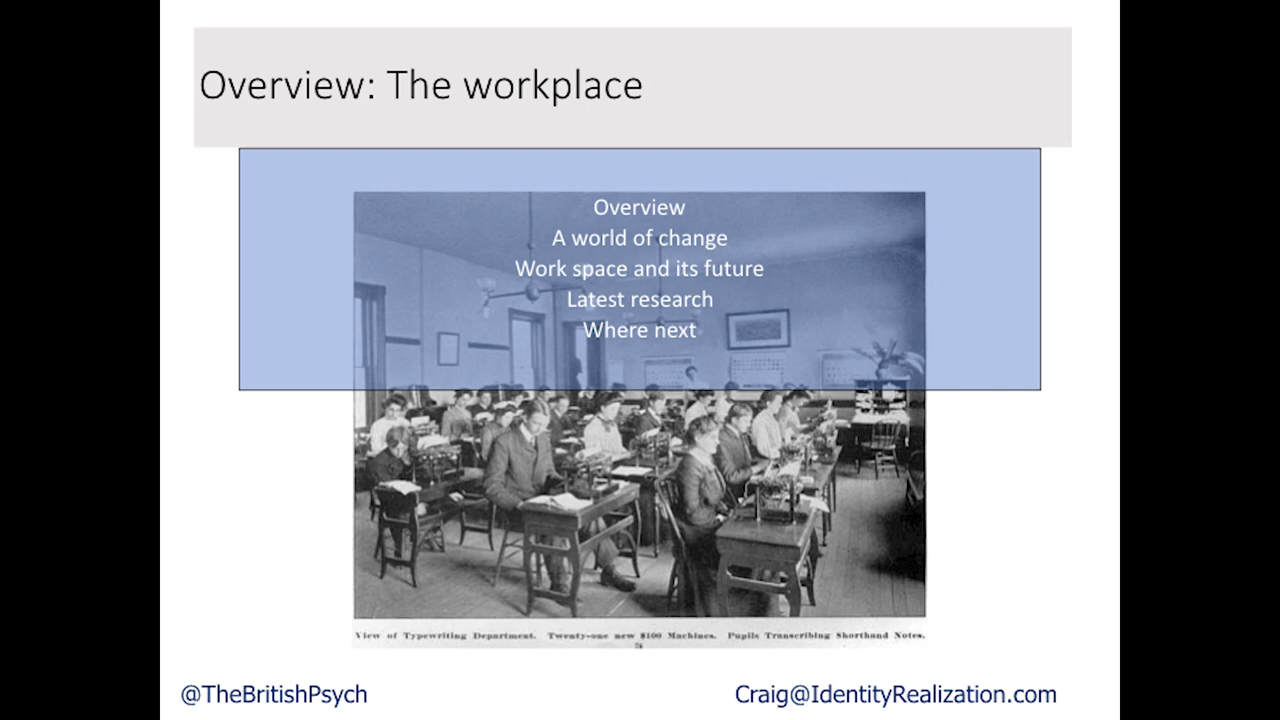 Overview: The workplace
Overview
A world of change
Work space and its future
Latest research
Where next
View of Typewriting Department. Twenty-one new $100 Machines. Pupils Transcribing Shorthand Notes.
@TheBritishPsych
Craig@IdentityRealization.com